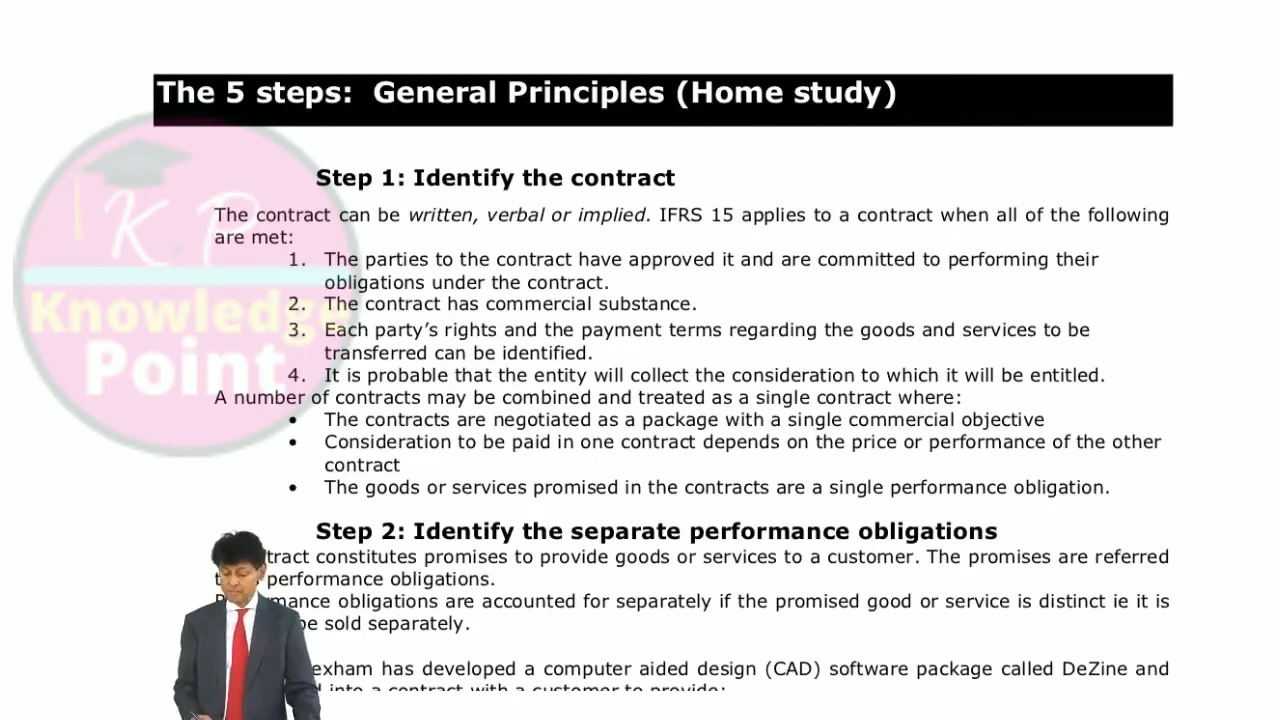 The 5 steps: General Principles (Home study)
Step 1: Identify the contract
The contract can be written, verbal or implied. IFRS 15 applies to a contract when all of the following
are met:
1. The parties to the contract have approved it and are committed to performing their
obligations under the contract.
2. The contract has commercial substance.
3. Each party’s rights and the payment terms regarding the goods and services to be
transferred can be identified.
4. It is probable that the entity will collect the consideration to which it will be entitled.
A number of contracts may be combined and treated as a single contract where:
• The contracts are negotiated as a package with a single commercial objective
• Consideration to be paid in one contract depends on the price or performance of the other
contract
• The goods or services promised in the contracts are a single performance obligation.
Step 2: Identify the separate performance obligations
constitutes promises to provide goods or services to a customer. The promises are referred
performance obligations.
obligations are accounted for separately if the promised good or service is distinct ie it is
be sold separately.
has developed a computer aided design (CAD) software package called DeZine and
into a contract with a customer to provide:
K.P
Knowledge
Point